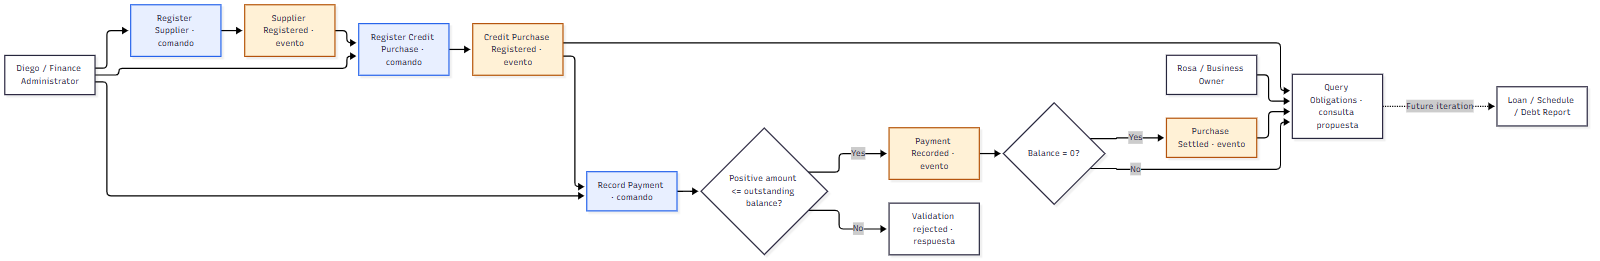 Register
Supplier ·
comando
Supplier
Registered ·
evento
Register Credit
Purchase ·
comando
Credit Purchase
Registered ·
evento
Diego / Finance
Administrator
Rosa / Business
Owner
Query
Obligations ·
consulta
propuesta
Future iteration
Loan / Schedule
/ Debt Report
Payment
Recorded ·
evento
Yes
Balance = 0?
Yes
Purchase
Settled · evento
No
Record Payment
· comando
Positive amount
<= outstanding
balance?
No
Validation
rejected ·
respuesta